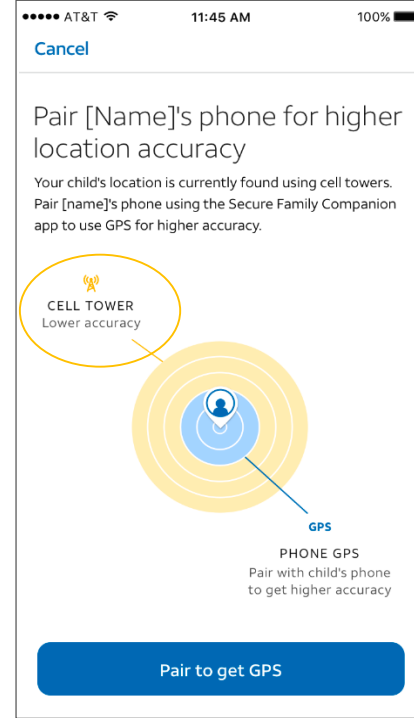 AT&T 11:45 AM 100%
Cancel
Pair [Name]'s phone for higher
location accuracy
Your child's location is currently found using cell towers.
Pair [name]'s phone using the Secure Family Companion
app to use GPS for higher accuracy.
CELL TOWER
Lower accuracy
GPS
PHONE GPS
Pair with child's phone
to get higher accuracy
Pair to get GPS